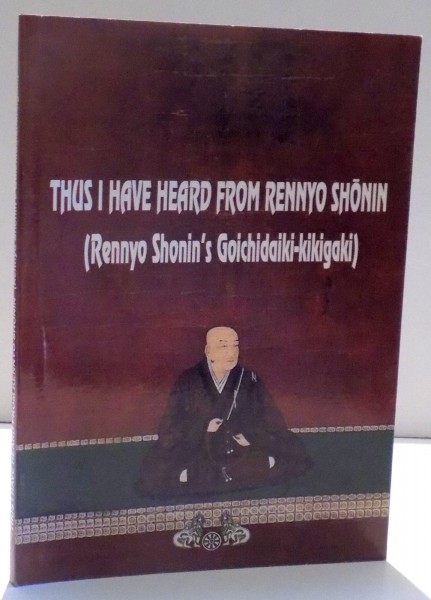 THUS I HAVE HEARD FROM RENNYO SHŌNIN
(Rennyo Shonin's Goichidaiki-kikigaki)